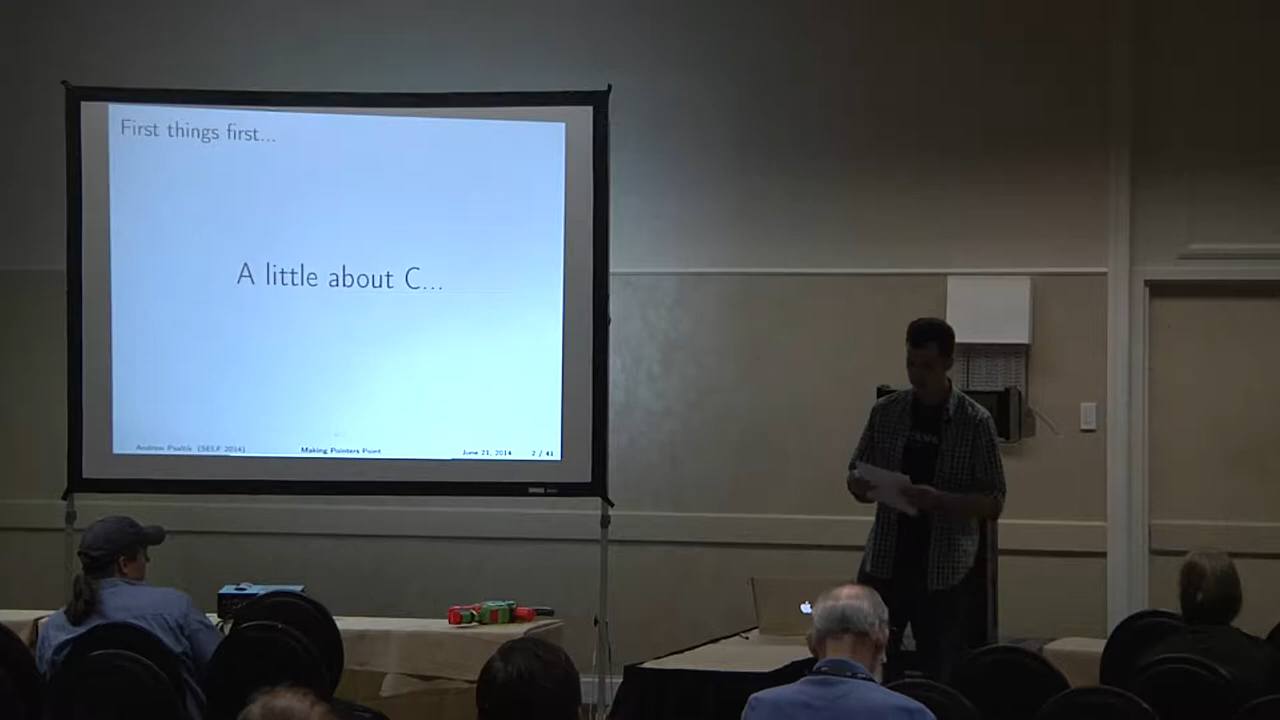 First things first...
A little about C...
Andrew Psaltis (SELF 2014) Making Pointers Point June 21, 2014 2 / 41